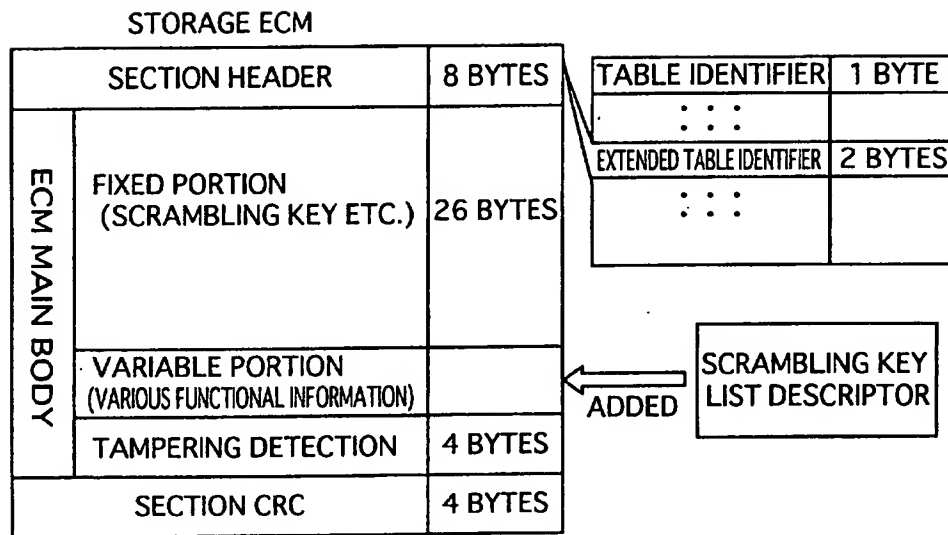 STORAGE ECM
SECTION HEADER 8 BYTES
ECM MAIN BODY
FIXED PORTION
(SCRAMBLING KEY ETC.) 26 BYTES
VARIABLE PORTION
(VARIOUS FUNCTIONAL INFORMATION)
TAMPERING DETECTION 4 BYTES
SECTION CRC 4 BYTES
TABLE IDENTIFIER 1 BYTE
EXTENDED TABLE IDENTIFIER 2 BYTES
ADDED
SCRAMBLING KEY
LIST DESCRIPTOR